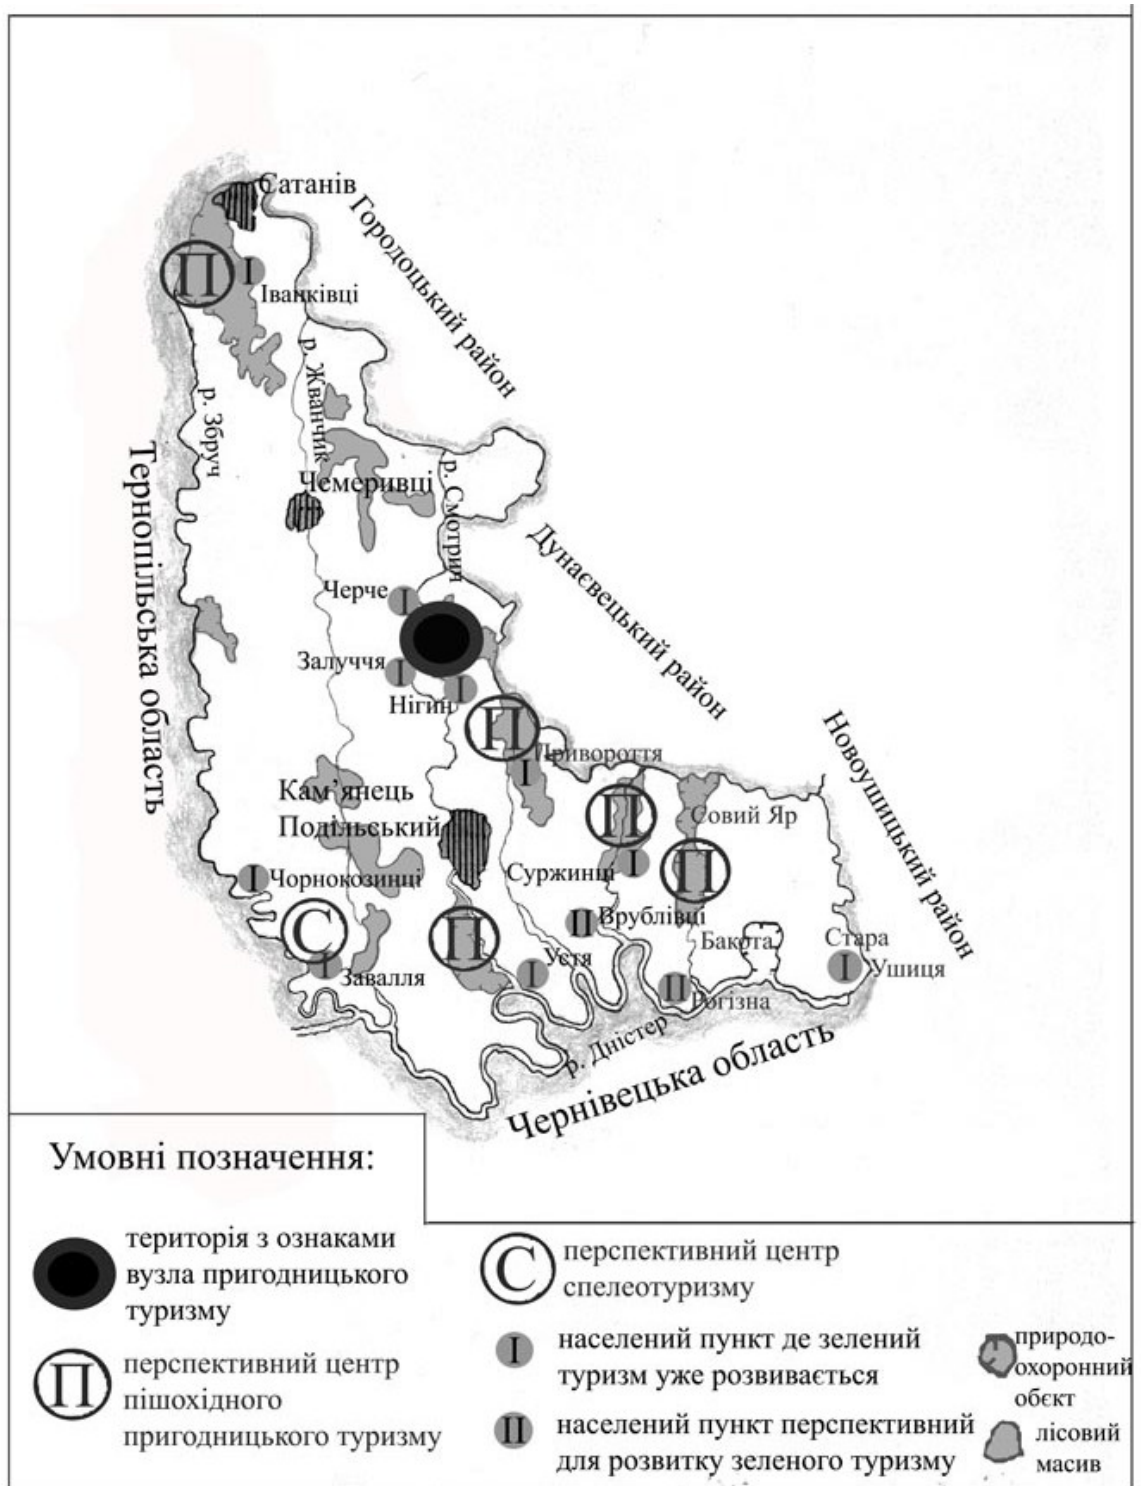 Сатанів
Городоцький район
П
І
Іванківці
р. Жванчик
р. Збруч
Тернопільська область
Чемеривці
р. Смотрич
Дунаєвецький район
Черче
І
Залуччя
І
І
Нігин
П
Привороття
І
Новоушицький район
Кам’янець
Подільський
П
Совий Яр
П
Суржинці
І
І
Чорнокозинці
С
П
ІІ
Врублівці
Бакота
Стара
Ушиця
І
І
Завалля
Устя
І
ІІ
Рогізна
р. Дністер
Чернівецька область
Умовні позначення:
територія з ознаками
вузла пригодницького
туризму
П
перспективний центр
пішохідного
пригодницького туризму
С
перспективний центр
спелеотуризму
І
населений пункт де зелений
туризм уже розвивається
ІІ
населений пункт перспективний
для розвитку зеленого туризму
природо-
охоронний
обєкт
лісовий
масив